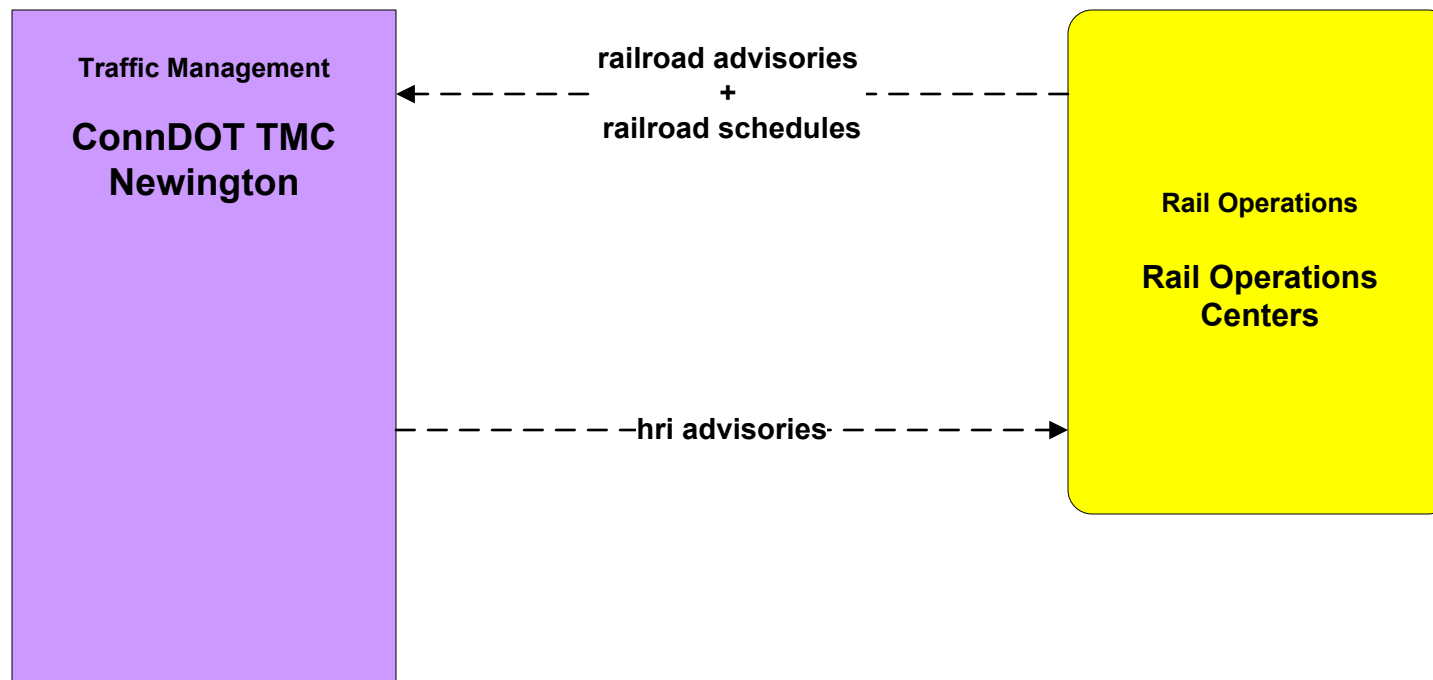 Traffic Management
ConnDOT TMC
Newington
railroad advisories
+
railroad schedules
Rail Operations
Rail Operations
Centers
hri advisories